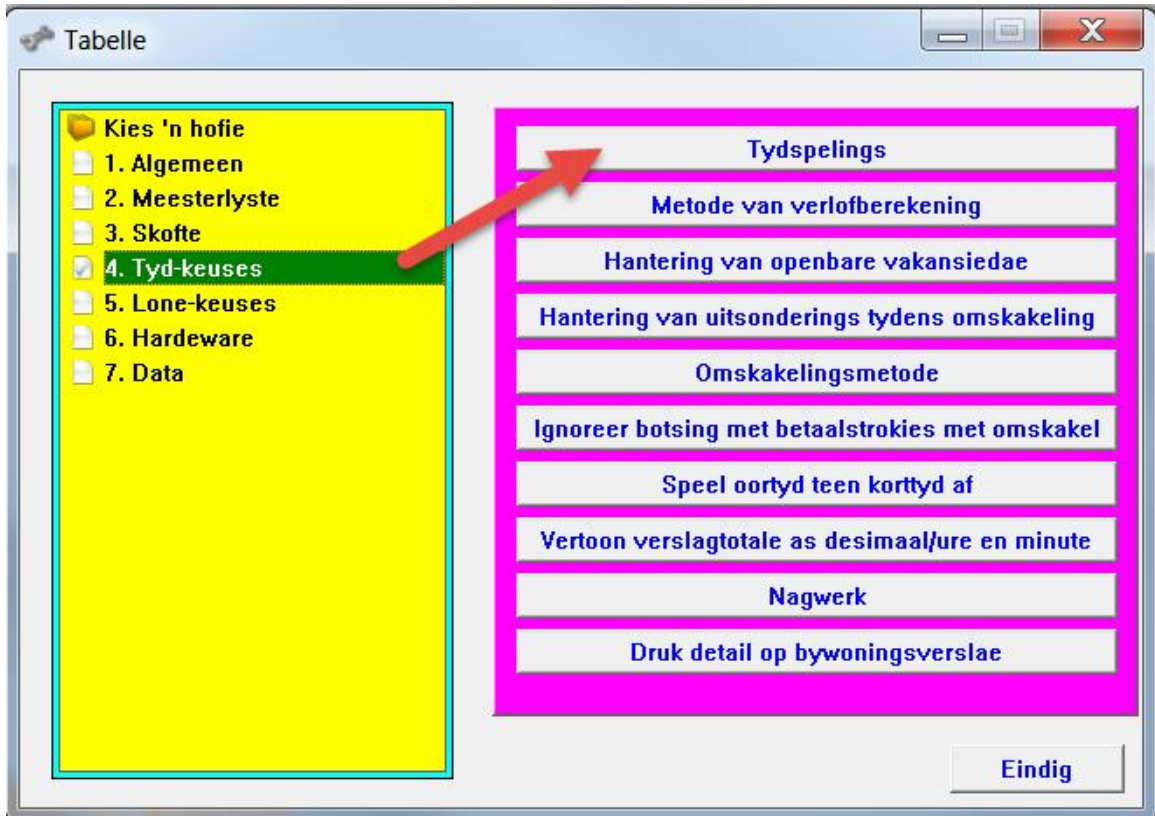 Tabelle
Kies 'n hofie
1. Algemeen
2. Meesterlyste
3. Skofte
4. Tyd-keuses
5. Lone-keuses
6. Hardeware
7. Data
Tydspelings
Metode van verlofberekening
Hantering van openbare vakansiedae
Hantering van uitsonderings tydens omskakeling
Omskakelingsmetode
Ignoreer botsing met betaalstrokies met omskakel
Speel oortyd teen korttyd af
Vertoon verslagtotale as desimaal/ure en minute
Nagwerk
Druk detail op bywoningsverslae
Eindig